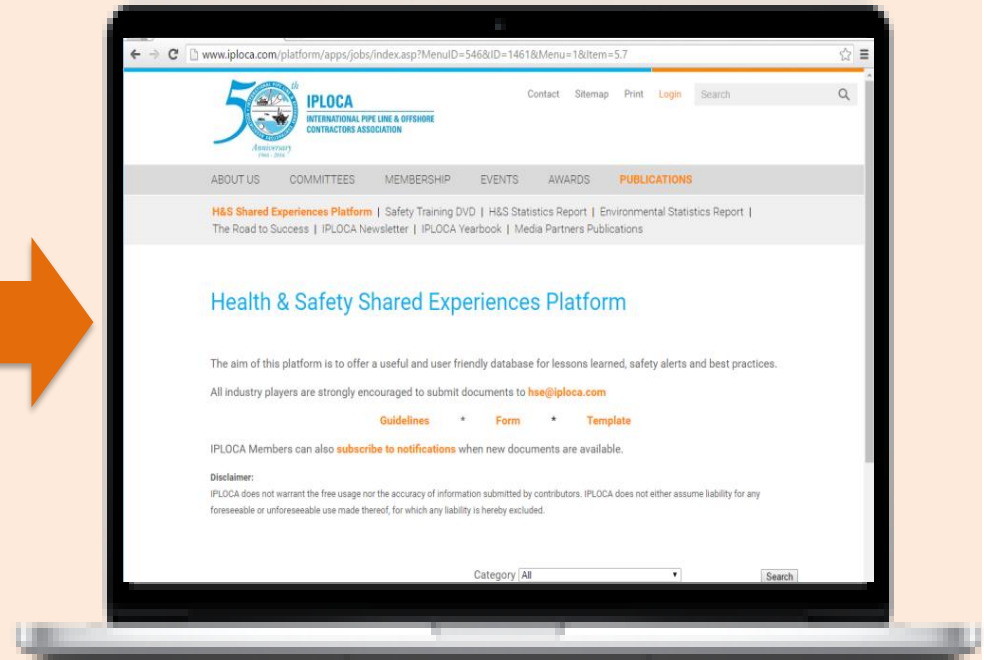 www.iploca.com/platform/apps/jobs/index.asp?MenuID=546&ID=1461&Menu=1&Item=5.7
Contact Sitemap Print Login Search
50th
IPLOCA
INTERNATIONAL PIPE LINE & OFFSHORE
CONTRACTORS ASSOCIATION
Anniversary
1966 - 2016
ABOUT US COMMITTEES MEMBERSHIP EVENTS AWARDS PUBLICATIONS
H&S Shared Experiences Platform | Safety Training DVD | H&S Statistics Report | Environmental Statistics Report |
The Road to Success | IPLOCA Newsletter | IPLOCA Yearbook | Media Partners Publications
Health & Safety Shared Experiences Platform
The aim of this platform is to offer a useful and user friendly database for lessons learned, safety alerts and best practices.
All industry players are strongly encouraged to submit documents to hse@iploca.com
Guidelines * Form * Template
IPLOCA Members can also subscribe to notifications when new documents are available.
Disclaimer:
IPLOCA does not warrant the free usage nor the accuracy of information submitted by contributors. IPLOCA does not either assume liability for any
foreseeable or unforeseeable use made thereof, for which any liability is hereby excluded.
Category All Search